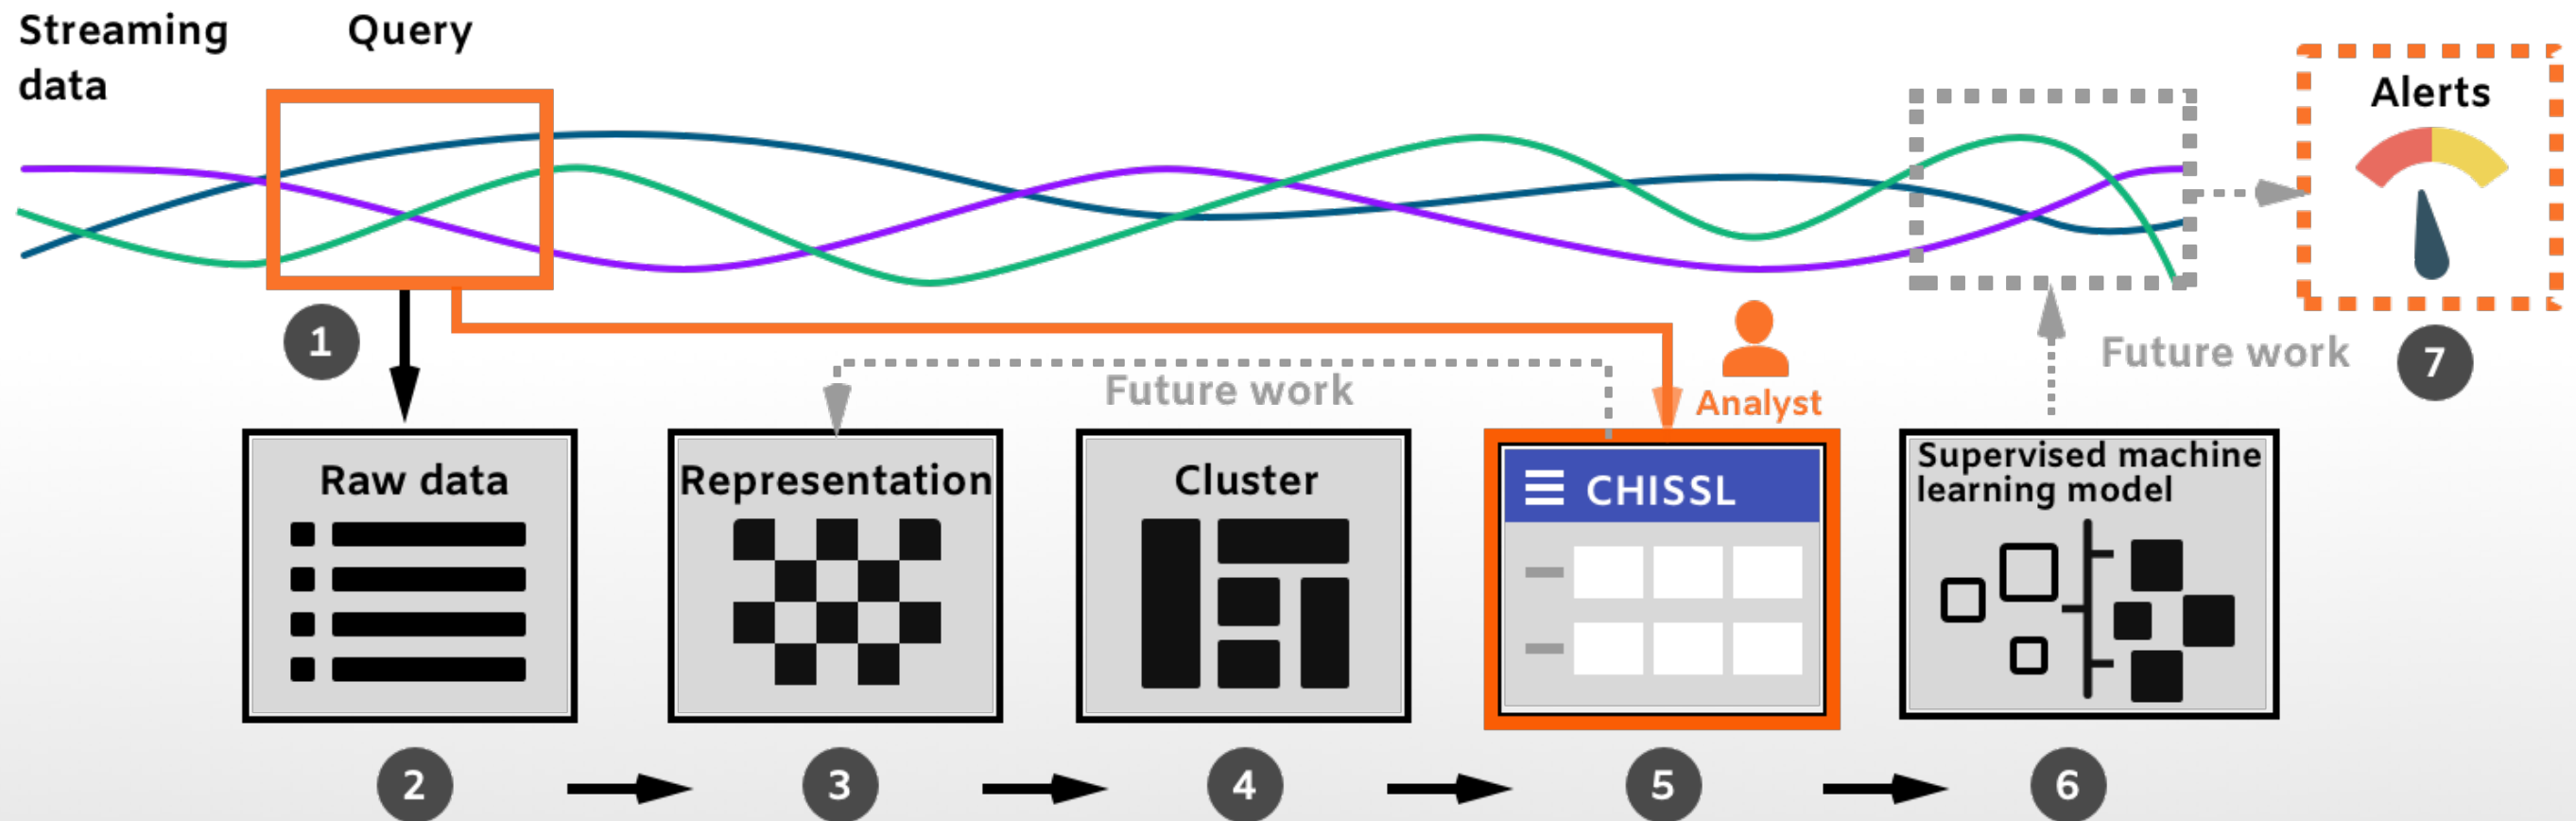 Streaming
data
Query
Alerts
1
Future work
7
Future work
Analyst
Raw data
Representation
Cluster
CHISSL
Supervised machine
learning model
2
3
4
5
6